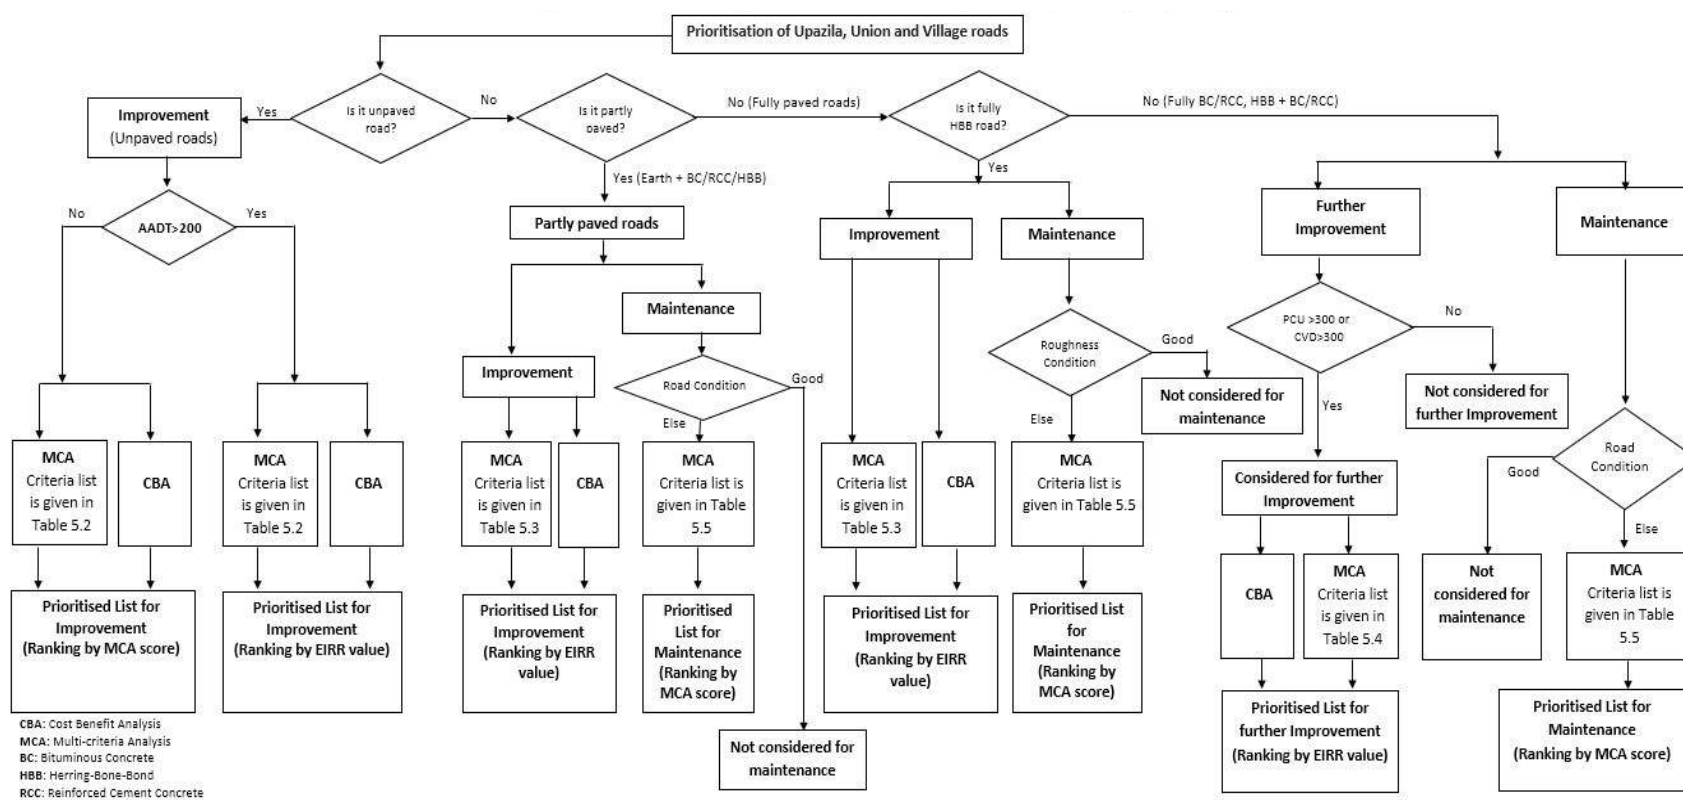 Prioritisation of Upazila, Union and Village roads
Is it unpaved
road?
Yes
No
Improvement
(Unpaved roads)
Is it partly
paved?
No (Fully paved roads)
Is it fully
HBB road?
No (Fully BC/RCC, HBB + BC/RCC)
Yes (Earth + BC/RCC/HBB)
Yes
AADT>200
No
Yes
Partly paved roads
Improvement
Maintenance
Further
Improvement
Maintenance
Maintenance
Improvement
Road Condition
Good
Else
Roughness
Condition
Good
Else
Not considered for
maintenance
PCU >300 or
CVD>300
No
Yes
Not considered for
further Improvement
Road
Condition
Good
Else
MCA
Criteria list
is given in
Table 5.2
CBA
MCA
Criteria list
is given in
Table 5.2
CBA
MCA
Criteria list
is given in
Table 5.3
CBA
MCA
Criteria list is
given in Table
5.5
MCA
Criteria list
is given in
Table 5.3
CBA
MCA
Criteria list is
given in Table 5.5
Considered for further
Improvement
CBA
MCA
Criteria list
is given in
Table 5.4
Not
considered for
maintenance
MCA
Criteria list is
given in Table
5.5
Prioritised List for
Improvement
(Ranking by MCA score)
Prioritised List for
Improvement
(Ranking by EIRR value)
Prioritised List for
Improvement
(Ranking by EIRR
value)
Prioritised
List for
Maintenance
(Ranking by
MCA score)
Prioritised List for
Improvement
(Ranking by EIRR
value)
Prioritised List
for
Maintenance
(Ranking by
MCA score)
Prioritised List for
further Improvement
(Ranking by EIRR value)
Prioritised List for
Maintenance
(Ranking by MCA score)
Not considered for
maintenance
CBA: Cost Benefit Analysis
MCA: Multi-criteria Analysis
BC: Bituminous Concrete
HBB: Herring-Bone-Bond
RCC: Reinforced Cement Concrete